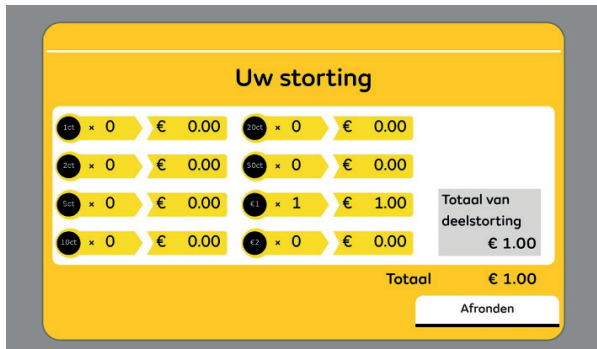 Uw storting
1ct × 0 € 0.00 20ct × 0 € 0.00
2ct × 0 € 0.00 50ct × 0 € 0.00
5ct × 0 € 0.00 €1 × 1 € 1.00
10ct × 0 € 0.00 €2 × 0 € 0.00
Totaal van
deelstorting
€ 1.00
Totaal € 1.00
Afronden